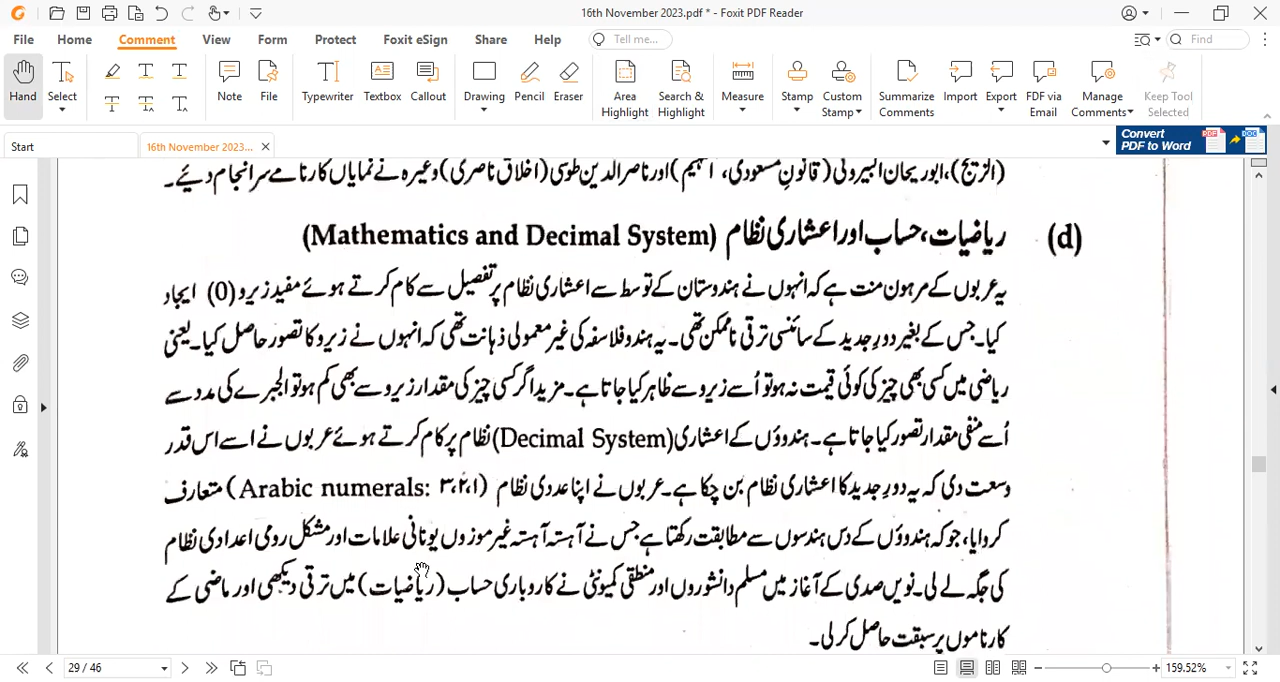 16th November 2023.pdf * - Foxit PDF Reader
File Home Comment View Form Protect Foxit eSign Share Help Tell me... Find
Hand Select Note File Typewriter Textbox Callout Drawing Pencil Eraser Area Highlight Search & Highlight Measure Stamp Custom Stamp Summarize Comments Import Export FDF via Email Manage Comments Keep Tool Selected
Start 16th November 2023... Convert PDF to Word PDF DOC
(الزیج)، ابو ریحان البیرونی (قانونِ مسعودی، ) اور ناصر الدین طوسی (اخلاق ناصری) وغیرہ نے نمایاں کارنامے سر انجام دیئے۔
(d) ریاضیات، حساب اور اعشاری نظام (Mathematics and Decimal System)
یہ عربوں کے مرہون منت ہے کہ انہوں نے ہندوستان کے توسط سے اعشاری نظام پر تفصیل سے کام کرتے ہوئے مفید زیرو (0) ایجاد
کیا۔ جس کے بغیر دورِ جدید کے سائنسی ترقی ناممکن تھی۔ یہ ہندو فلاسفہ کی غیر معمولی ذہانت تھی کہ انہوں نے زیرو کا تصور حاصل کیا۔ یعنی
ریاضی میں کسی بھی چیز کی کوئی قیمت نہ ہو تو اُسے زیرو سے ظاہر کیا جاتا ہے۔ مزید اگر کسی چیز کی مقدار زیرو سے بھی کم ہو تو الجبرے کی مدد سے
اُسے منفی مقدار تصور کیا جاتا ہے۔ ہندوؤں کے اعشاری (Decimal System) نظام پر کام کرتے ہوئے عربوں نے اسے اس قدر
وسعت دی کہ یہ دورِ جدید کا اعشاری نظام بن چکا ہے۔ عربوں نے اپنا عددی نظام (Arabic numerals: ۳،۲،۱) متعارف
کروایا، جو کہ ہندوؤں کے دس ہندسوں سے مطابقت رکھتا ہے جس نے آہستہ آہستہ غیر موزوں یونانی علامات اور مشکل رومی اعدادی نظام
کی جگہ لے لی۔ نویں صدی کے آغاز میں مسلم دانشوروں اور منطقی کمیونٹی نے کاروباری حساب (ریاضیات) میں ترقی دیکھی اور ماضی کے
کارناموں پر سبقت حاصل کر لی۔
29 / 46 159.52%